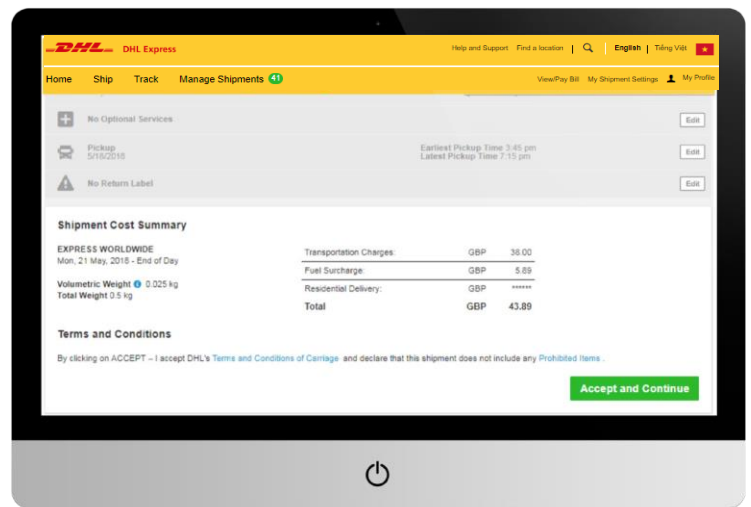 DHL DHL Express
Help and Support Find a location | English | Tiếng Việt
Home Ship Track Manage Shipments 41
View/Pay Bill My Shipment Settings My Profile
No Optional Services
Edit
Pickup
5/18/2018
Earliest Pickup Time 3:45 pm
Latest Pickup Time 7:15 pm
Edit
No Return Label
Edit
Shipment Cost Summary
EXPRESS WORLDWIDE
Mon, 21 May, 2018 - End of Day
Volumetric Weight 0.025 kg
Total Weight 0.5 kg
Transportation Charges: GBP 38.00
Fuel Surcharge: GBP 5.89
Residential Delivery: GBP ******
Total GBP 43.89
Terms and Conditions
By clicking on ACCEPT – I accept DHL's Terms and Conditions of Carriage and declare that this shipment does not include any Prohibited Items .
Accept and Continue